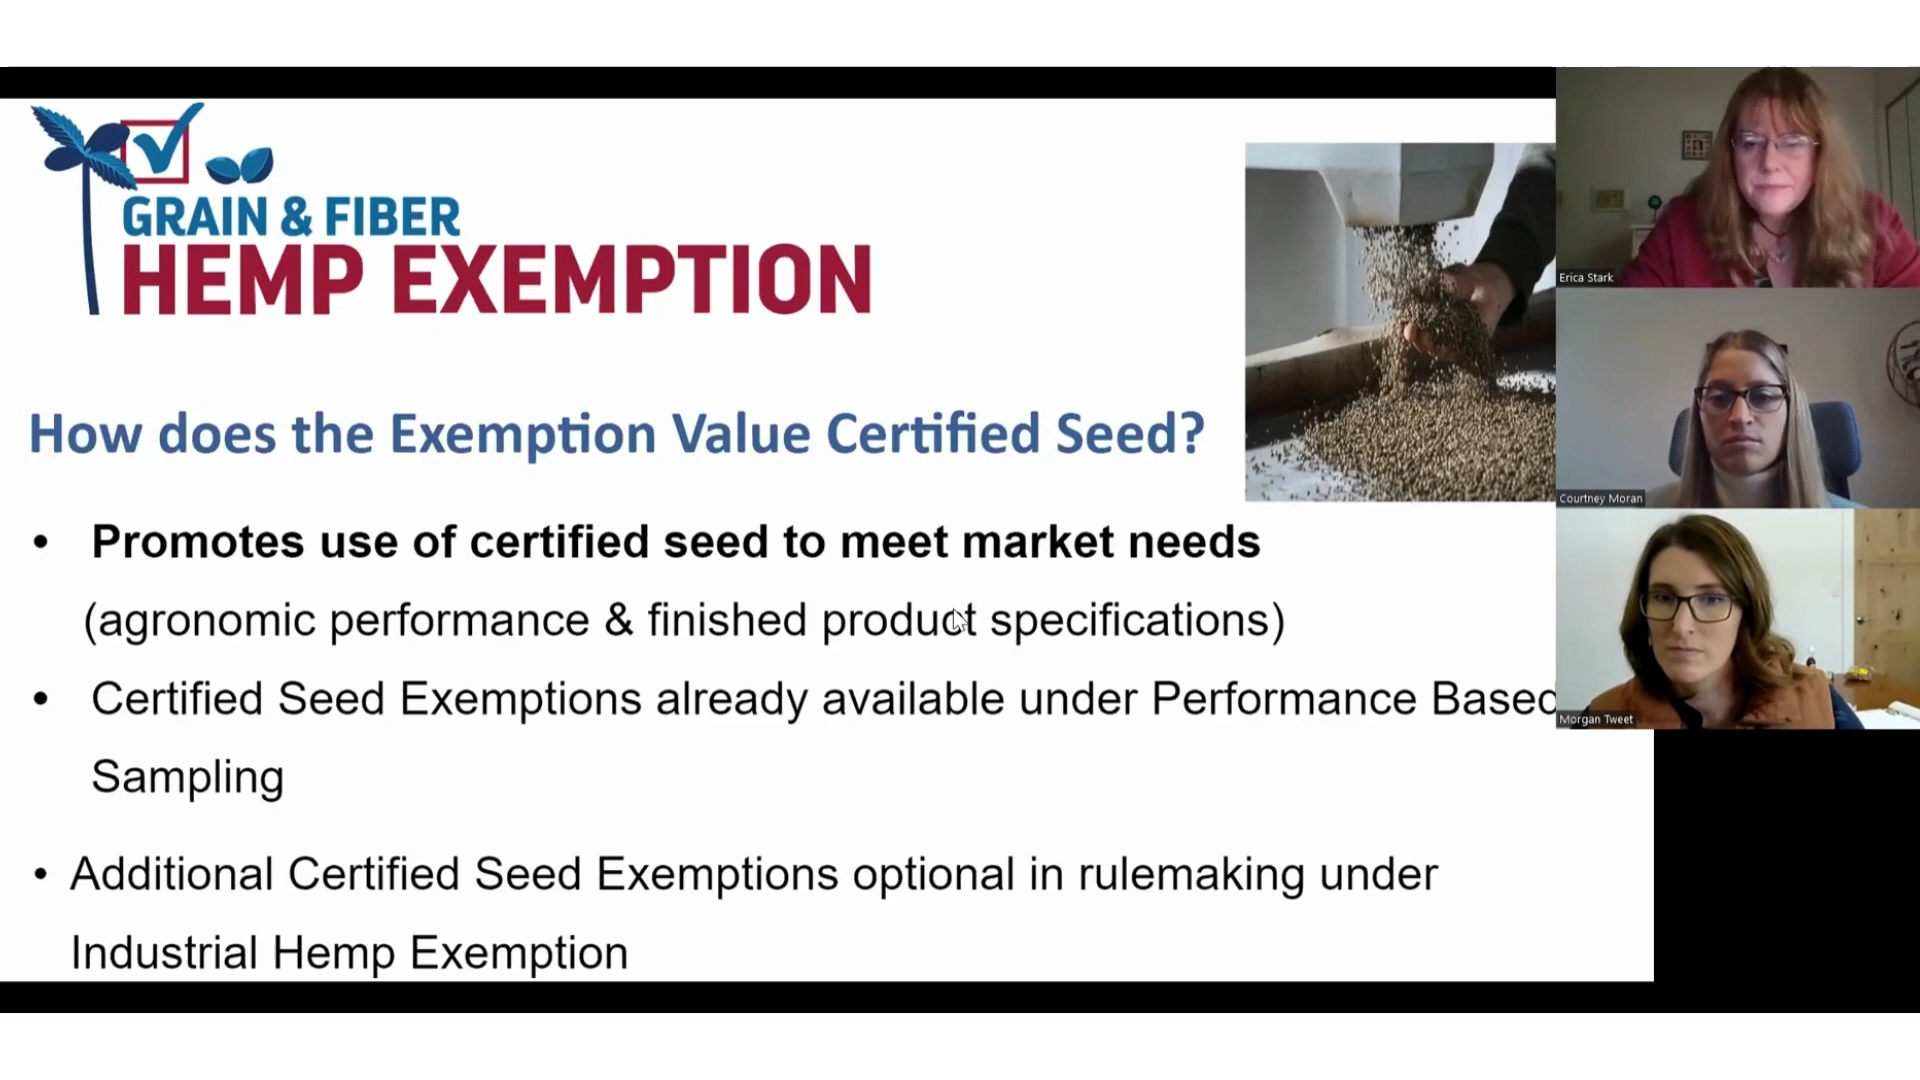 GRAIN & FIBER
HEMP EXEMPTION
How does the Exemption Value Certified Seed?
• Promotes use of certified seed to meet market needs
(agronomic performance & finished product specifications)
• Certified Seed Exemptions already available under Performance Based
Sampling
• Additional Certified Seed Exemptions optional in rulemaking under
Industrial Hemp Exemption
Erica Stark
Courtney Moran
Morgan Tweet